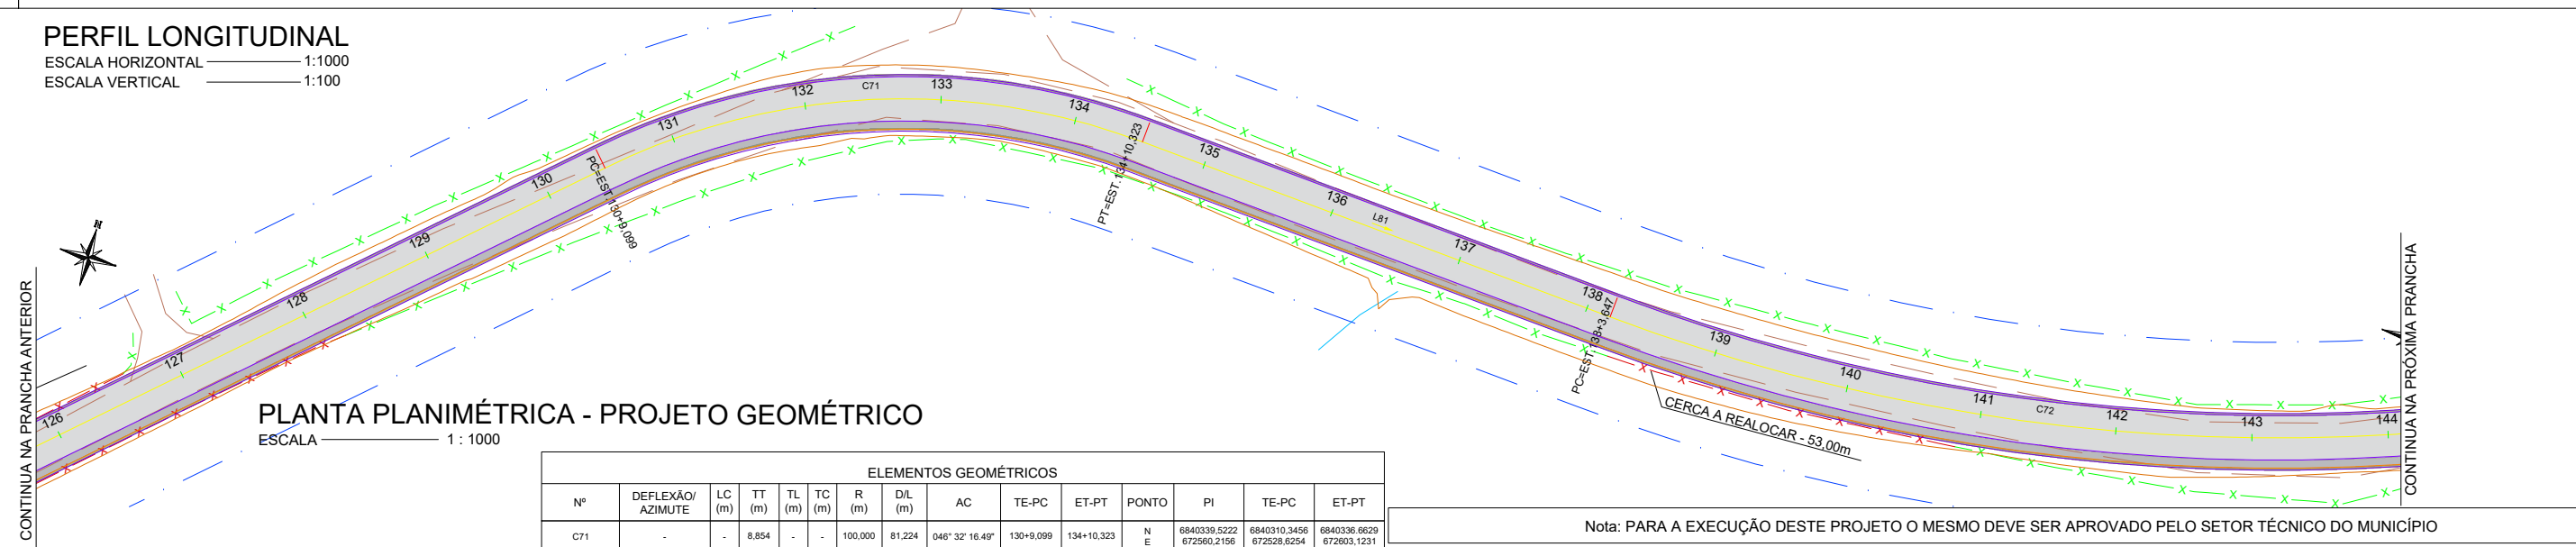 PERFIL LONGITUDINAL
ESCALA HORIZONTAL 1:1000
ESCALA VERTICAL 1:100
N
CONTINUA NA PRANCHA ANTERIOR
126
127
128
129
130
PC=EST.130+9,099
131
132
C71
133
134
PT=EST.134+10,323
135
136
L81
137
138
PC=EST.138+3,647
139
140
141
C72
142
143
144
CERCA A REALOCAR - 53,00m
CONTINUA NA PRÓXIMA PRANCHA
PLANTA PLANIMÉTRICA - PROJETO GEOMÉTRICO
ESCALA 1 : 1000
ELEMENTOS GEOMÉTRICOS
Nº DEFLEXÃO/ AZIMUTE LC (m) TT (m) TL (m) TC (m) R (m) D/L (m) AC TE-PC ET-PT PONTO PI TE-PC ET-PT
C71 - - 8,854 - - 100,000 81,224 046° 32' 16.49" 130+9,099 134+10,323 N 6840339,5222 6840310,3456 6840336.6629
E 672560,2156 672528,6254 672603,1231
Nota: PARA A EXECUÇÃO DESTE PROJETO O MESMO DEVE SER APROVADO PELO SETOR TÉCNICO DO MUNICÍPIO